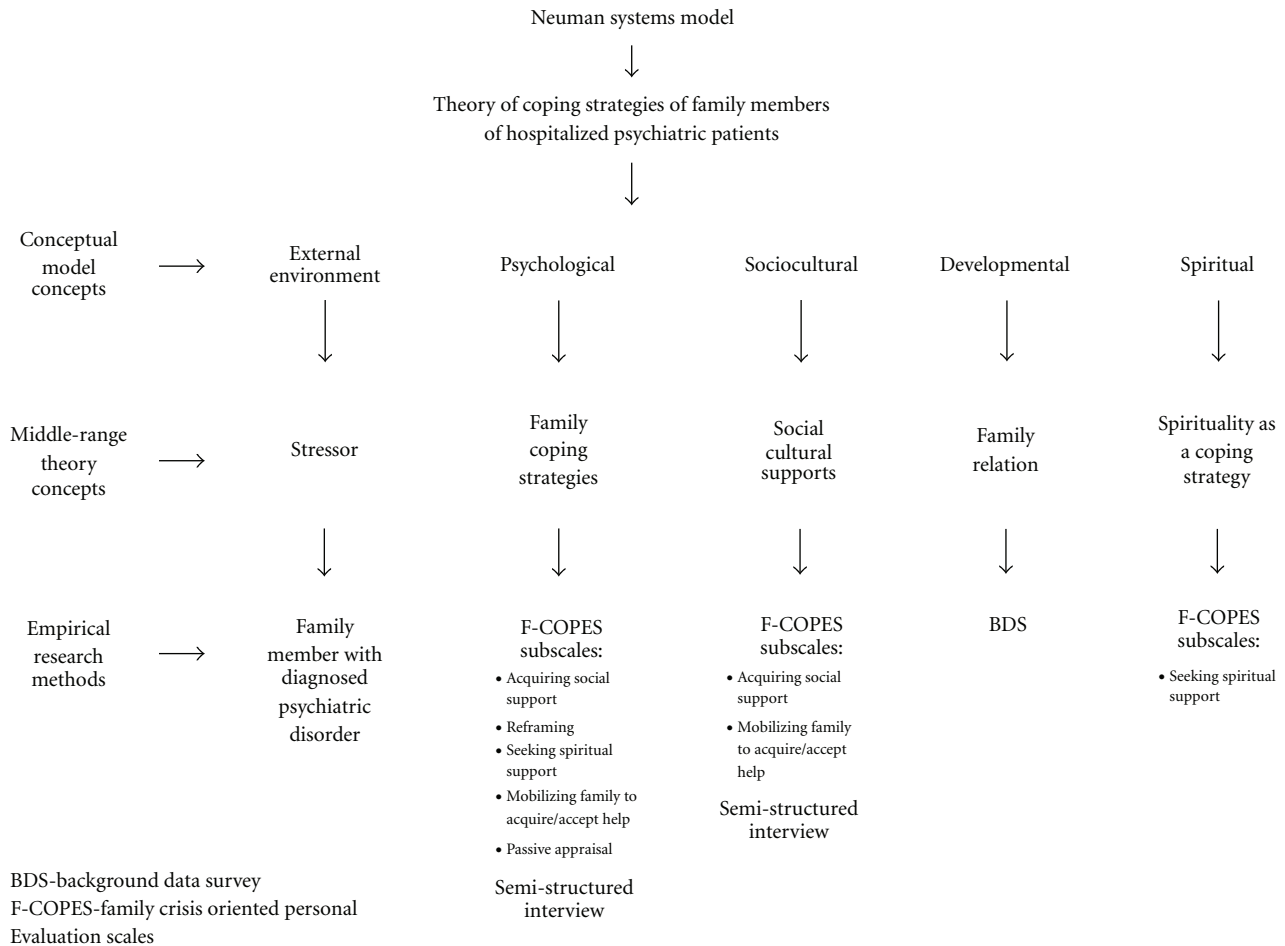 Neuman systems model
Theory of coping strategies of family members
of hospitalized psychiatric patients
Conceptual
model
concepts
External
environment
Psychological
Sociocultural
Developmental
Spiritual
Middle-range
theory
concepts
Stressor
Family
coping
strategies
Social
cultural
supports
Family
relation
Spirituality as
a coping
strategy
Empirical
research
methods
Family
member with
diagnosed
psychiatric
disorder
F-COPES
subscales:
• Acquiring social
support
• Reframing
• Seeking spiritual
support
• Mobilizing family to
acquire/accept help
• Passive appraisal
Semi-structured
interview
F-COPES
subscales:
• Acquiring social
support
• Mobilizing family
to acquire/accept
help
Semi-structured
interview
BDS
F-COPES
subscales:
• Seeking spiritual
support
BDS-background data survey
F-COPES-family crisis oriented personal
Evaluation scales